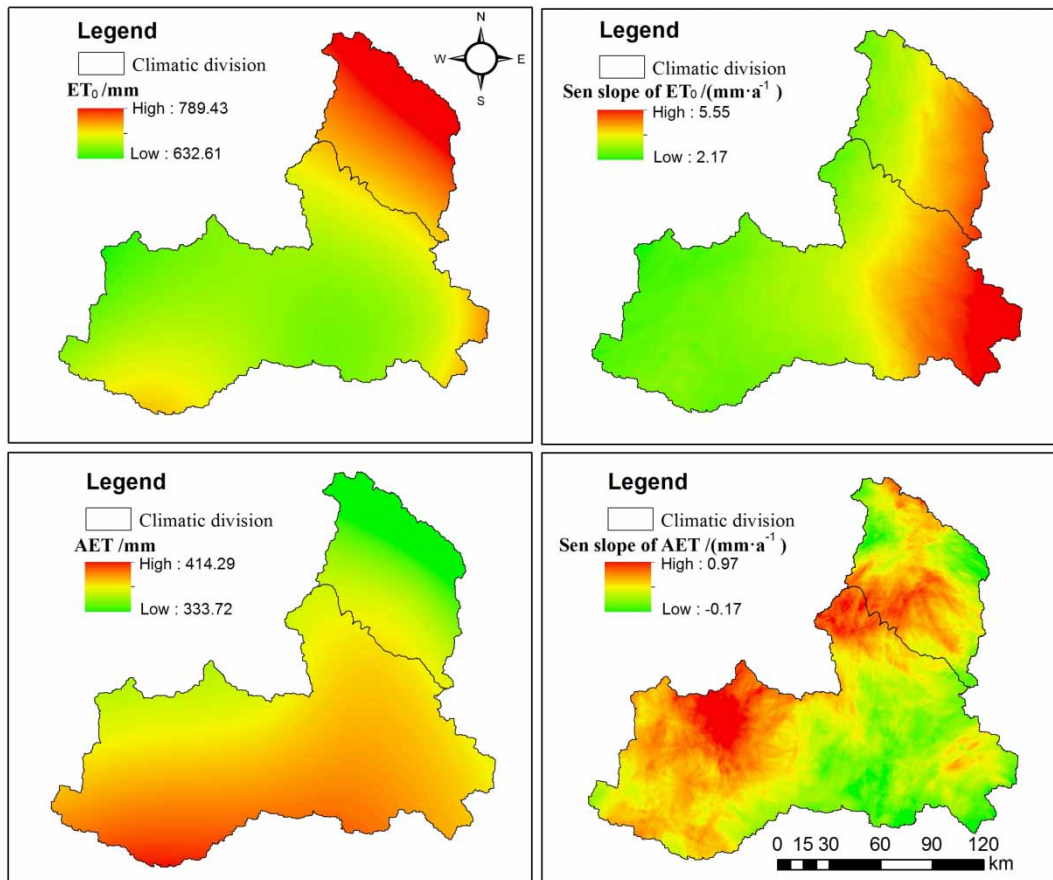 Legend
Climatic division
ET₀ /mm
High : 789.43
Low : 632.61
N
W E
S
Legend
Climatic division
Sen slope of ET₀ /(mm·a⁻¹ )
High : 5.55
Low : 2.17
Legend
Climatic division
AET /mm
High : 414.29
Low : 333.72
Legend
Climatic division
Sen slope of AET /(mm·a⁻¹ )
High : 0.97
Low : -0.17
0 15 30 60 90 120
km